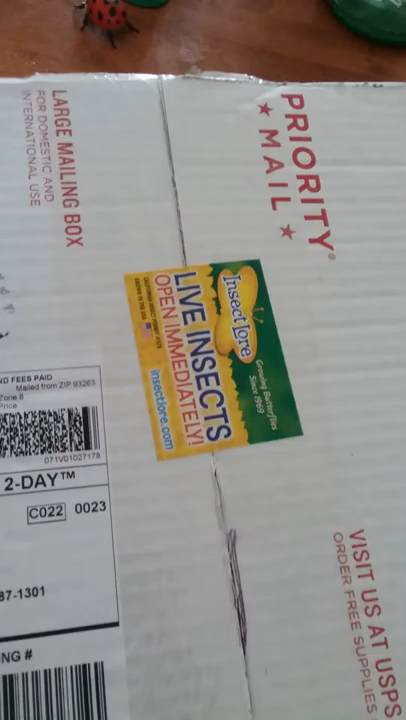 LARGE MAILING BOX
FOR DOMESTIC AND
INTERNATIONAL USE
PRIORITY®
★ MAIL ★
Insect lore
Growing Butterflies
Since 1969
LIVE INSECTS
OPEN IMMEDIATELY!
insectlore.com
ND FEES PAID
Mailed from ZIP 93263
Zone 8
Price
071V01027178
2-DAY™
C022 0023
87-1301
NG #
VISIT US AT USPS
ORDER FREE SUPPLIES